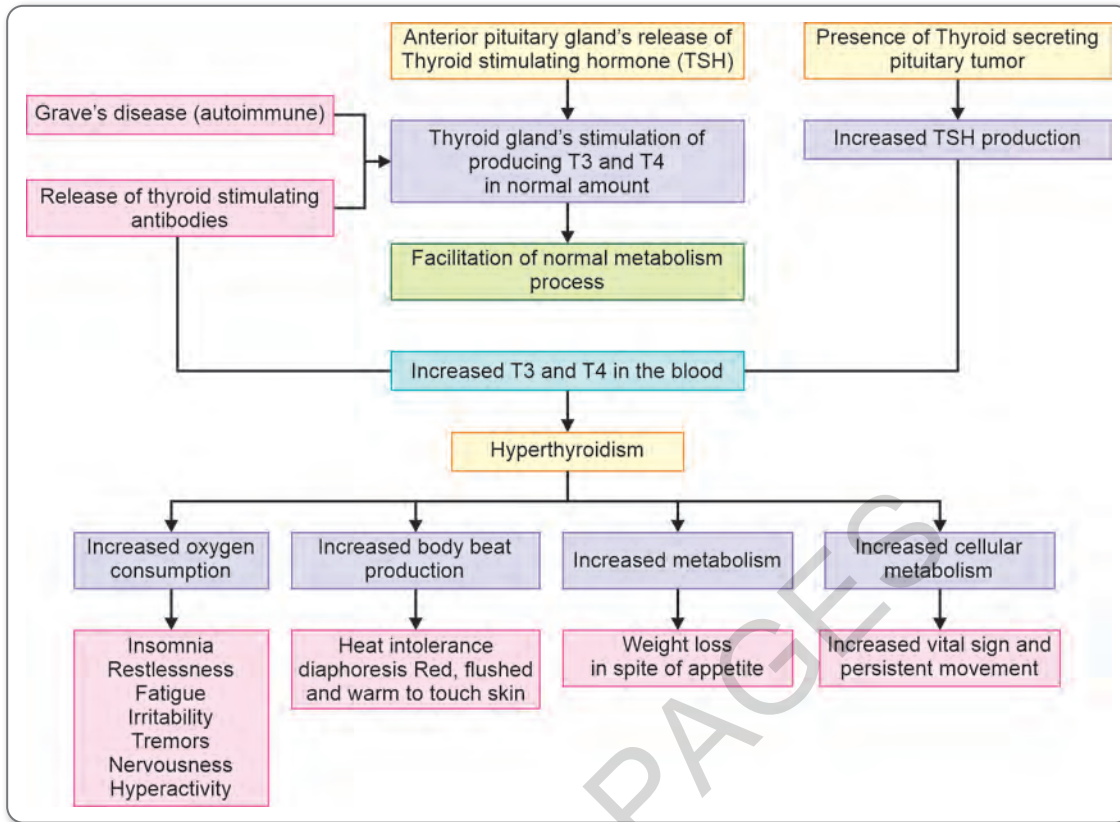 Anterior pituitary gland's release of
Thyroid stimulating hormone (TSH)
Presence of Thyroid secreting
pituitary tumor
Grave's disease (autoimmune)
Thyroid gland's stimulation of
producing T3 and T4
in normal amount
Increased TSH production
Release of thyroid stimulating
antibodies
Facilitation of normal metabolism
process
Increased T3 and T4 in the blood
Hyperthyroidism
Increased oxygen
consumption
Increased body beat
production
Increased metabolism
Increased cellular
metabolism
Insomnia
Restlessness
Fatigue
Irritability
Tremors
Nervousness
Hyperactivity
Heat intolerance
diaphoresis Red, flushed
and warm to touch skin
Weight loss
in spite of appetite
Increased vital sign and
persistent movement
PAGES